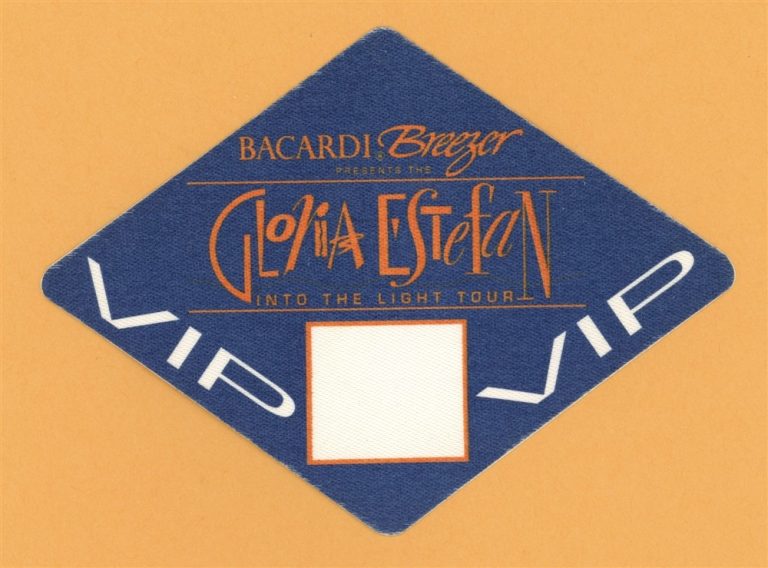 BACARDI® Breezer
PRESENTS THE
GLORIA ESTEFAN
INTO THE LIGHT TOUR
VIP
VIP